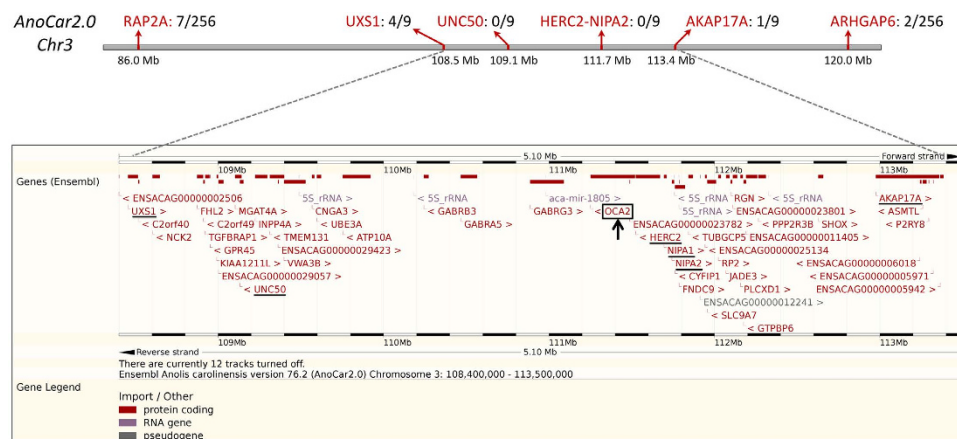 AnoCar2.0
Chr3
RAP2A: 7/256 UXS1: 4/9 UNC50: 0/9 HERC2-NIPA2: 0/9 AKAP17A: 1/9 ARHGAP6: 2/256
86.0 Mb 108.5 Mb 109.1 Mb 111.7 Mb 113.4 Mb 120.0 Mb
5.10 Mb Forward strand
109Mb 110Mb 111Mb 112Mb 113Mb
Genes (Ensembl)
< ENSACAG00000002506 5S_rRNA < 5S_rRNA aca-mir-1805 > 5S_rRNA RGN > AKAP17A >
UXS1 > FHL2 > MGAT4A > CNGA3 > < GABRB3 GABRG3 > < OCA2 5S_rRNA > ENSACAG00000023801 < ASMTL
< C2orf40 < C2orf49 INPP4A > < UBE3A GABRA5 > ENSACAG00000023782 < PPP2R3B SHOX > < P2RY8
< NCK2 TGFBRAP1 > < TMEM131 < ATP10A < HERC2 < TUBGCP5 ENSACAG00000011405 >
< GPR45 ENSACAG00000029423 > NIPA1 > < ENSACAG00000025134
KIAA1211L > VWA3B > NIPA2 > < RP2 < ENSACAG00000006018 >
ENSACAG00000029057 > < CYFIP1 JADE3 > < ENSACAG00000005971
< UNC50 FNDC9 > PLCXD1 > ENSACAG00000005942 >
ENSACAG00000012241 >
< SLC9A7
< GTPBP6
109Mb 110Mb 111Mb 112Mb 113Mb
Reverse strand 5.10 Mb
There are currently 12 tracks turned off.
Ensembl Anolis carolinensis version 76.2 (AnoCar2.0) Chromosome 3: 108,400,000 - 113,500,000
Gene Legend
Import / Other
protein coding
RNA gene
pseudogene